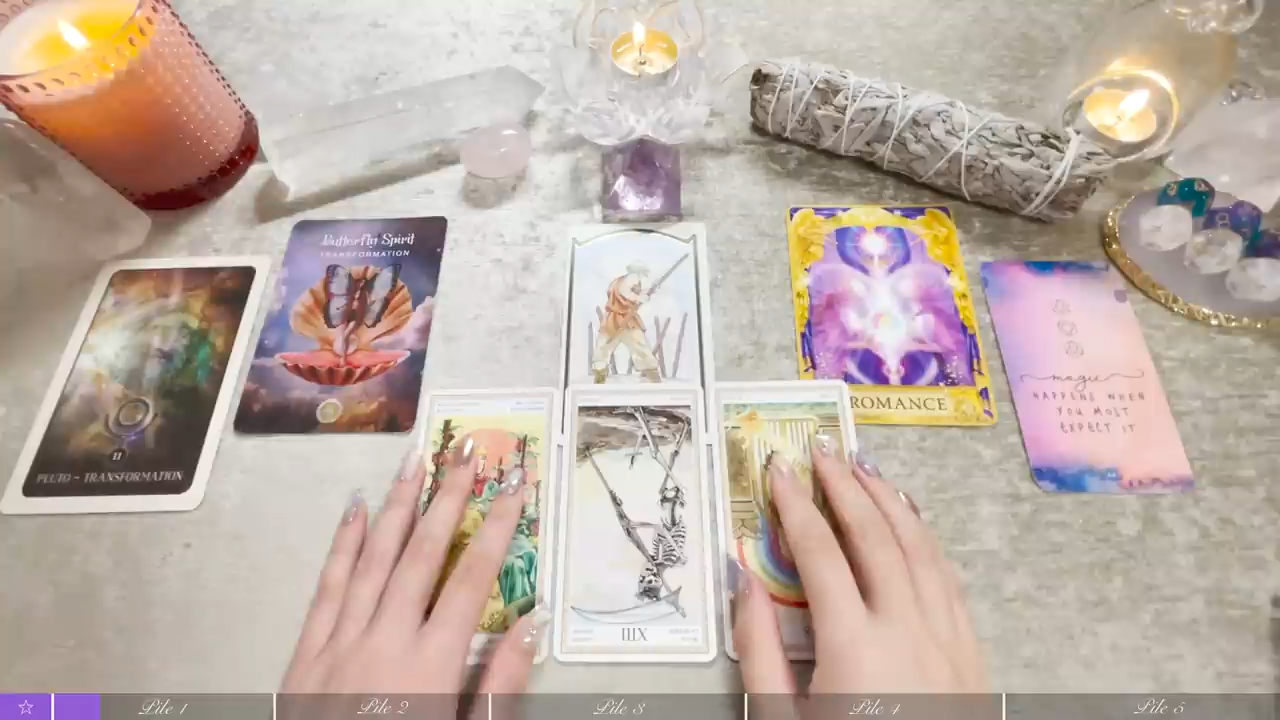 Butterfly Spirit
TRANSFORMATION
11
PLUTO ~ TRANSFORMATION
XIII
ROMANCE
magic
HAPPENS WHEN
YOU MOST
EXPECT IT
☆
Pile 1
Pile 2
Pile 3
Pile 4
Pile 5